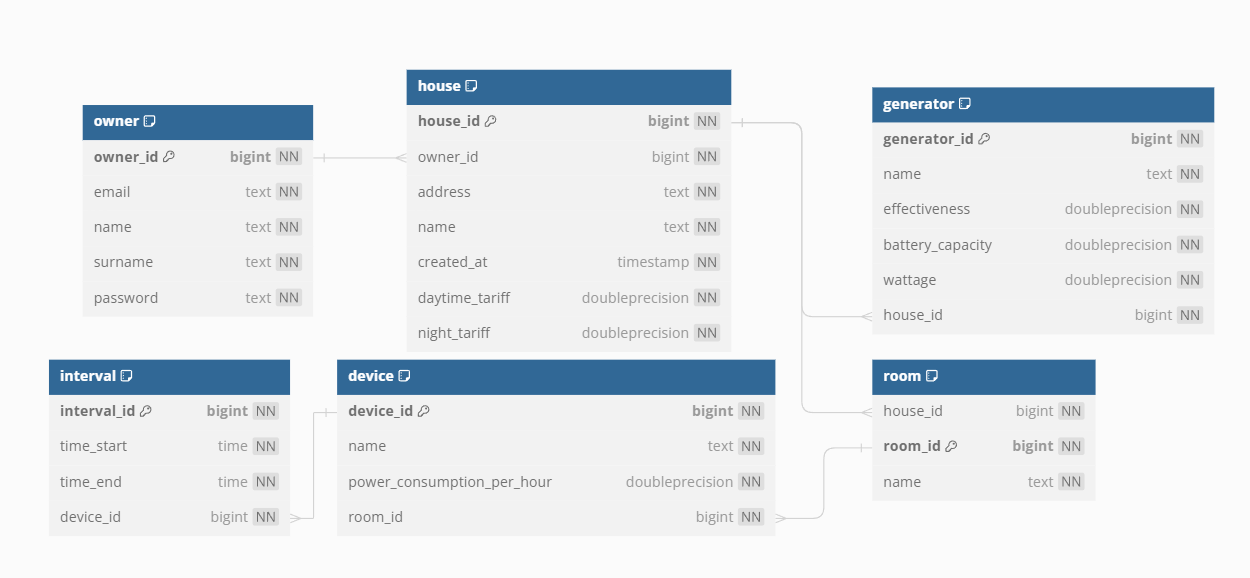 owner
owner_id bigint NN
email text NN
name text NN
surname text NN
password text NN
house
house_id bigint NN
owner_id bigint NN
address text NN
name text NN
created_at timestamp NN
daytime_tariff doubleprecision NN
night_tariff doubleprecision NN
generator
generator_id bigint NN
name text NN
effectiveness doubleprecision NN
battery_capacity doubleprecision NN
wattage doubleprecision NN
house_id bigint NN
interval
interval_id bigint NN
time_start time NN
time_end time NN
device_id bigint NN
device
device_id bigint NN
name text NN
power_consumption_per_hour doubleprecision NN
room_id bigint NN
room
house_id bigint NN
room_id bigint NN
name text NN